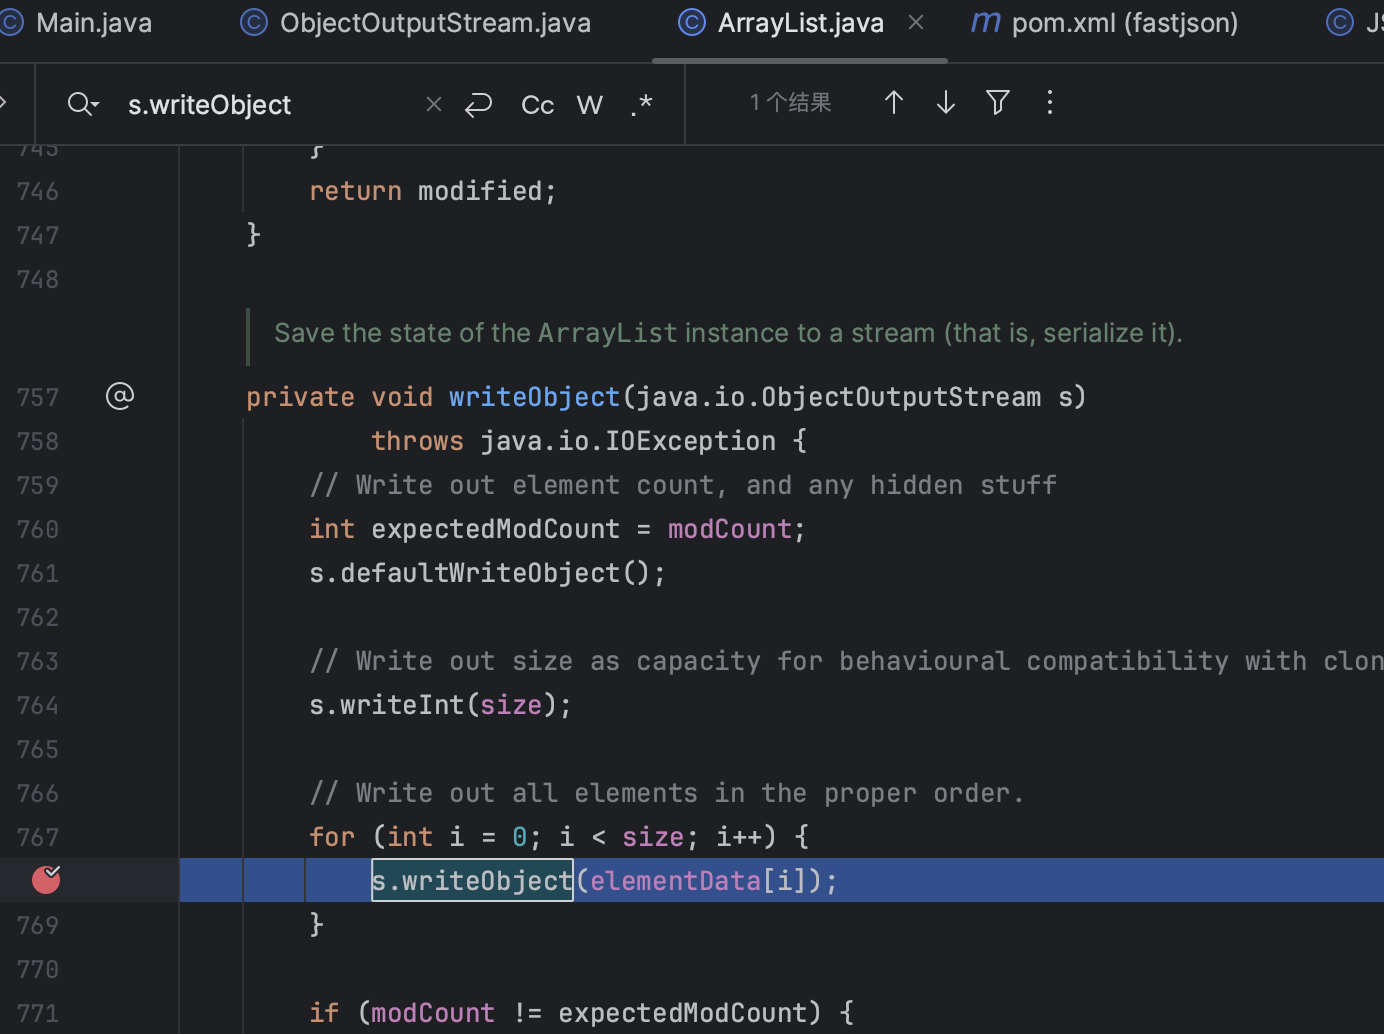 Main.java ObjectOutputStream.java ArrayList.java pom.xml (fastjson)
s.writeObject Cc W .* 1 个结果
745 }
746 return modified;
747 }
748
Save the state of the ArrayList instance to a stream (that is, serialize it).
757 @ private void writeObject(java.io.ObjectOutputStream s)
758 throws java.io.IOException {
759 // Write out element count, and any hidden stuff
760 int expectedModCount = modCount;
761 s.defaultWriteObject();
762
763 // Write out size as capacity for behavioural compatibility with clon
764 s.writeInt(size);
765
766 // Write out all elements in the proper order.
767 for (int i = 0; i < size; i++) {
s.writeObject(elementData[i]);
769 }
770
771 if (modCount != expectedModCount) {